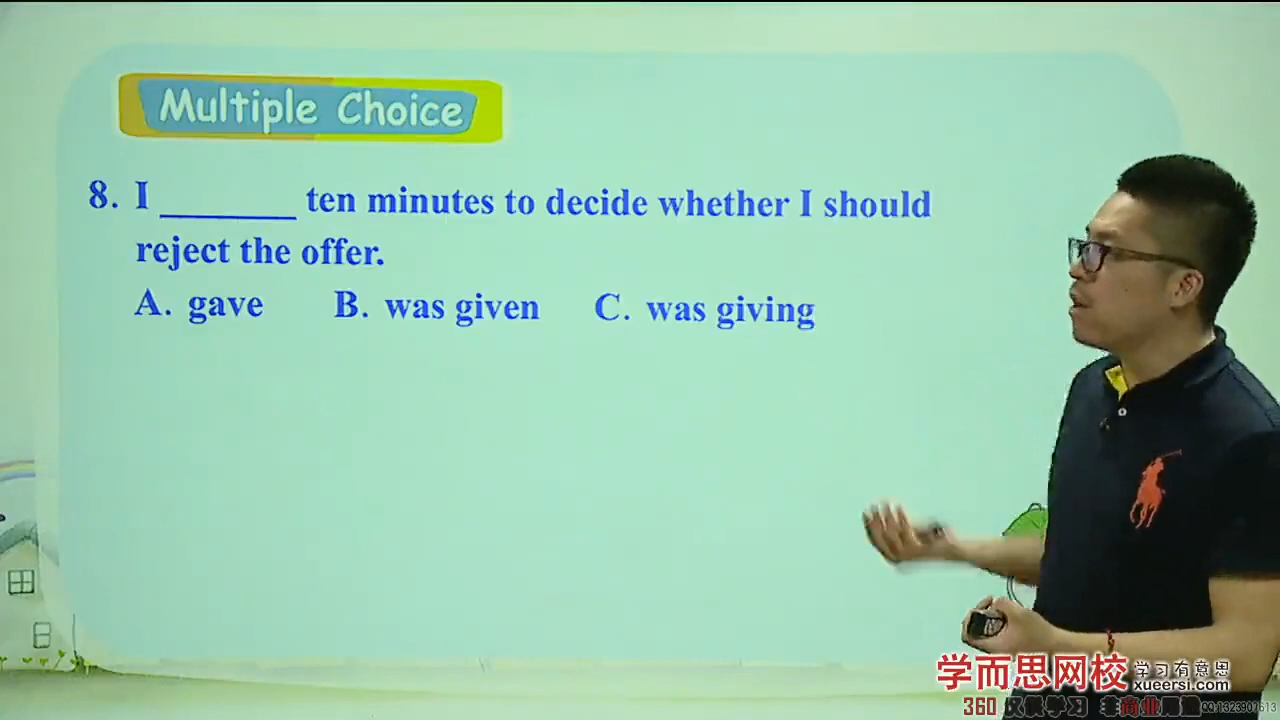 Multiple Choice
8. I _______ ten minutes to decide whether I should
reject the offer.
A. gave B. was given C. was giving
学而思网校 学习有意思
xueersi.com
360